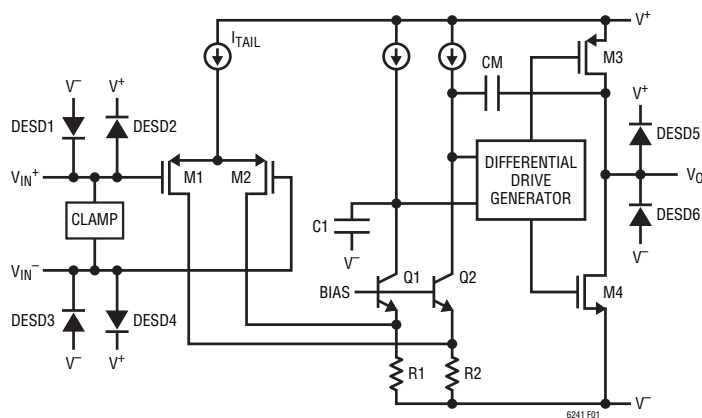 V+
ITAIL
M3
CM
V– V+
V+
DESD1 DESD2
DESD5
DIFFERENTIAL
DRIVE
GENERATOR
VIN+
M1 M2
VO
CLAMP
C1
DESD6
V–
V–
VIN–
Q1 Q2
BIAS
M4
DESD3 DESD4
V– V+
R1 R2
V–
6241 F01